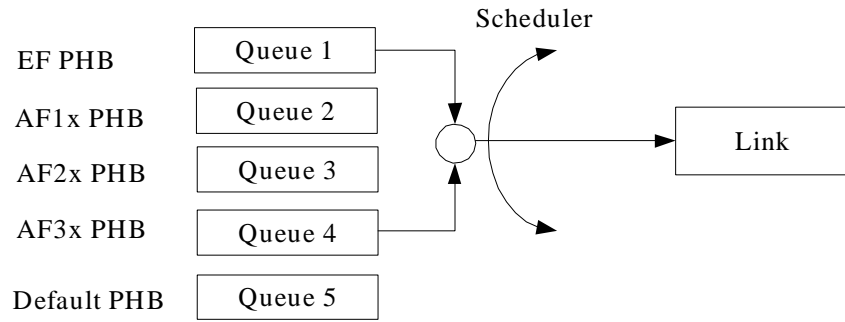 Scheduler
EF PHB Queue 1
AF1x PHB Queue 2
AF2x PHB Queue 3
AF3x PHB Queue 4
Default PHB Queue 5
Link